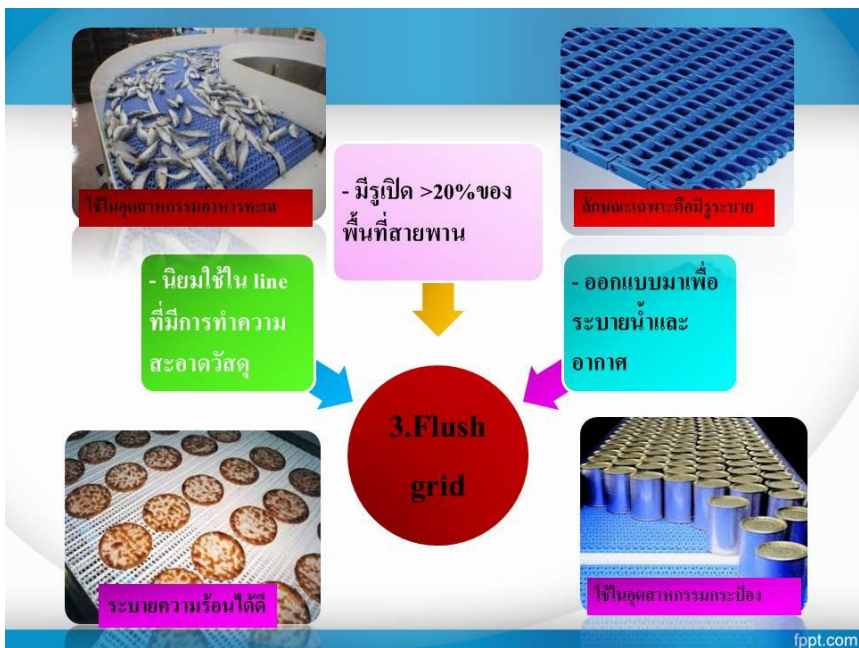 ใช้ในอุตสาหกรรมอาหารทะเล
- มีรูเปิด >20%ของ
พื้นที่สายพาน
ลักษณะเฉพาะคือมีรูระบาย
- นิยมใช้ใน line
ที่มีการทำความ
สะอาดวัสดุ
- ออกแบบมาเพื่อ
ระบายน้ำและ
อากาศ
3.Flush
grid
ระบายความร้อนได้ดี
ใช้ในอุตสาหกรรมกระป๋อง
fppt.com